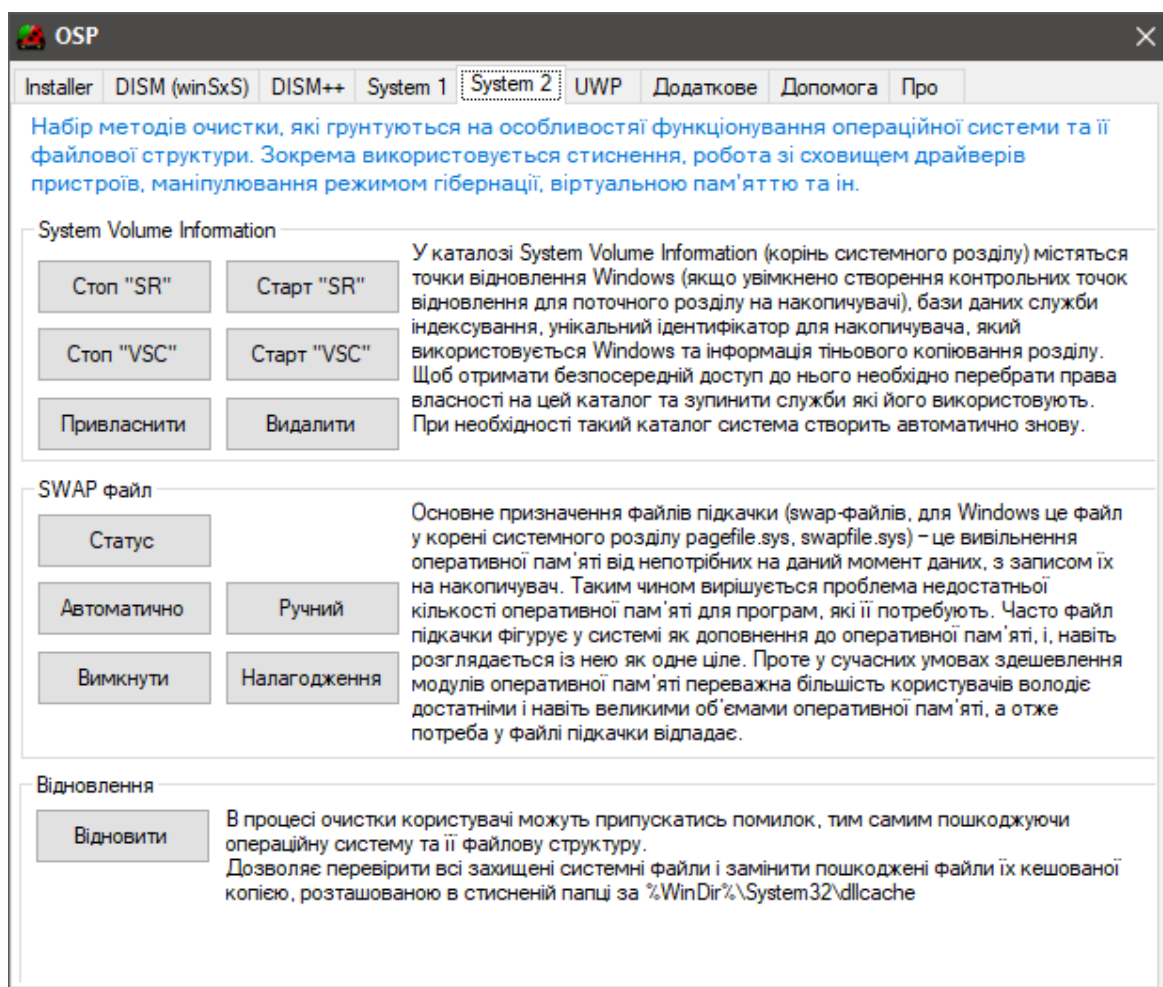 OSP
Installer DISM (winSxS) DISM++ System 1 System 2 UWP Додаткове Допомога Про
Набір методів очистки, які грунтуються на особливостяї функціонування операційної системи та її
файлової структури. Зокрема використовується стиснення, робота зі сховищем драйверів
пристроїв, маніпулювання режимом гібернації, віртуальною пам'яттю та ін.
System Volume Information
Стоп "SR" Старт "SR"
Стоп "VSC" Старт "VSC"
Привласнити Видалити
У каталозі System Volume Information (корінь системного розділу) містяться
точки відновлення Windows (якщо увімкнено створення контрольних точок
відновлення для поточного розділу на накопичувачі), бази даних служби
індексування, унікальний ідентифікатор для накопичувача, який
використовується Windows та інформація тіньового копіювання розділу.
Щоб отримати безпосередній доступ до нього необхідно перебрати права
власності на цей каталог та зупинити служби які його використовують.
При необхідності такий каталог система створить автоматично знову.
SWAP файл
Статус
Автоматично Ручний
Вимкнути Налагодження
Основне призначення файлів підкачки (swap-файлів, для Windows це файл
у корені системного розділу pagefile.sys, swapfile.sys) – це вивільнення
оперативної пам'яті від непотрібних на даний момент даних, з записом їх
на накопичувач. Таким чином вирішується проблема недостатньої
кількості оперативної пам'яті для програм, які її потребують. Часто файл
підкачки фігурує у системі як доповнення до оперативної пам'яті, і, навіть
розглядається із нею як одне ціле. Проте у сучасних умовах здешевлення
модулів оперативної пам'яті переважна більшість користувачів володіє
достатніми і навіть великими об'ємами оперативної пам'яті, а отже
потреба у файлі підкачки відпадає.
Відновлення
Відновити
В процесі очистки користувачі можуть припускатись помилок, тим самим пошкоджуючи
операційну систему та її файлову структуру.
Дозволяє перевірити всі захищені системні файли і замінити пошкоджені файли їх кешованої
копією, розташованою в стисненій папці за %WinDir%\System32\dllcache